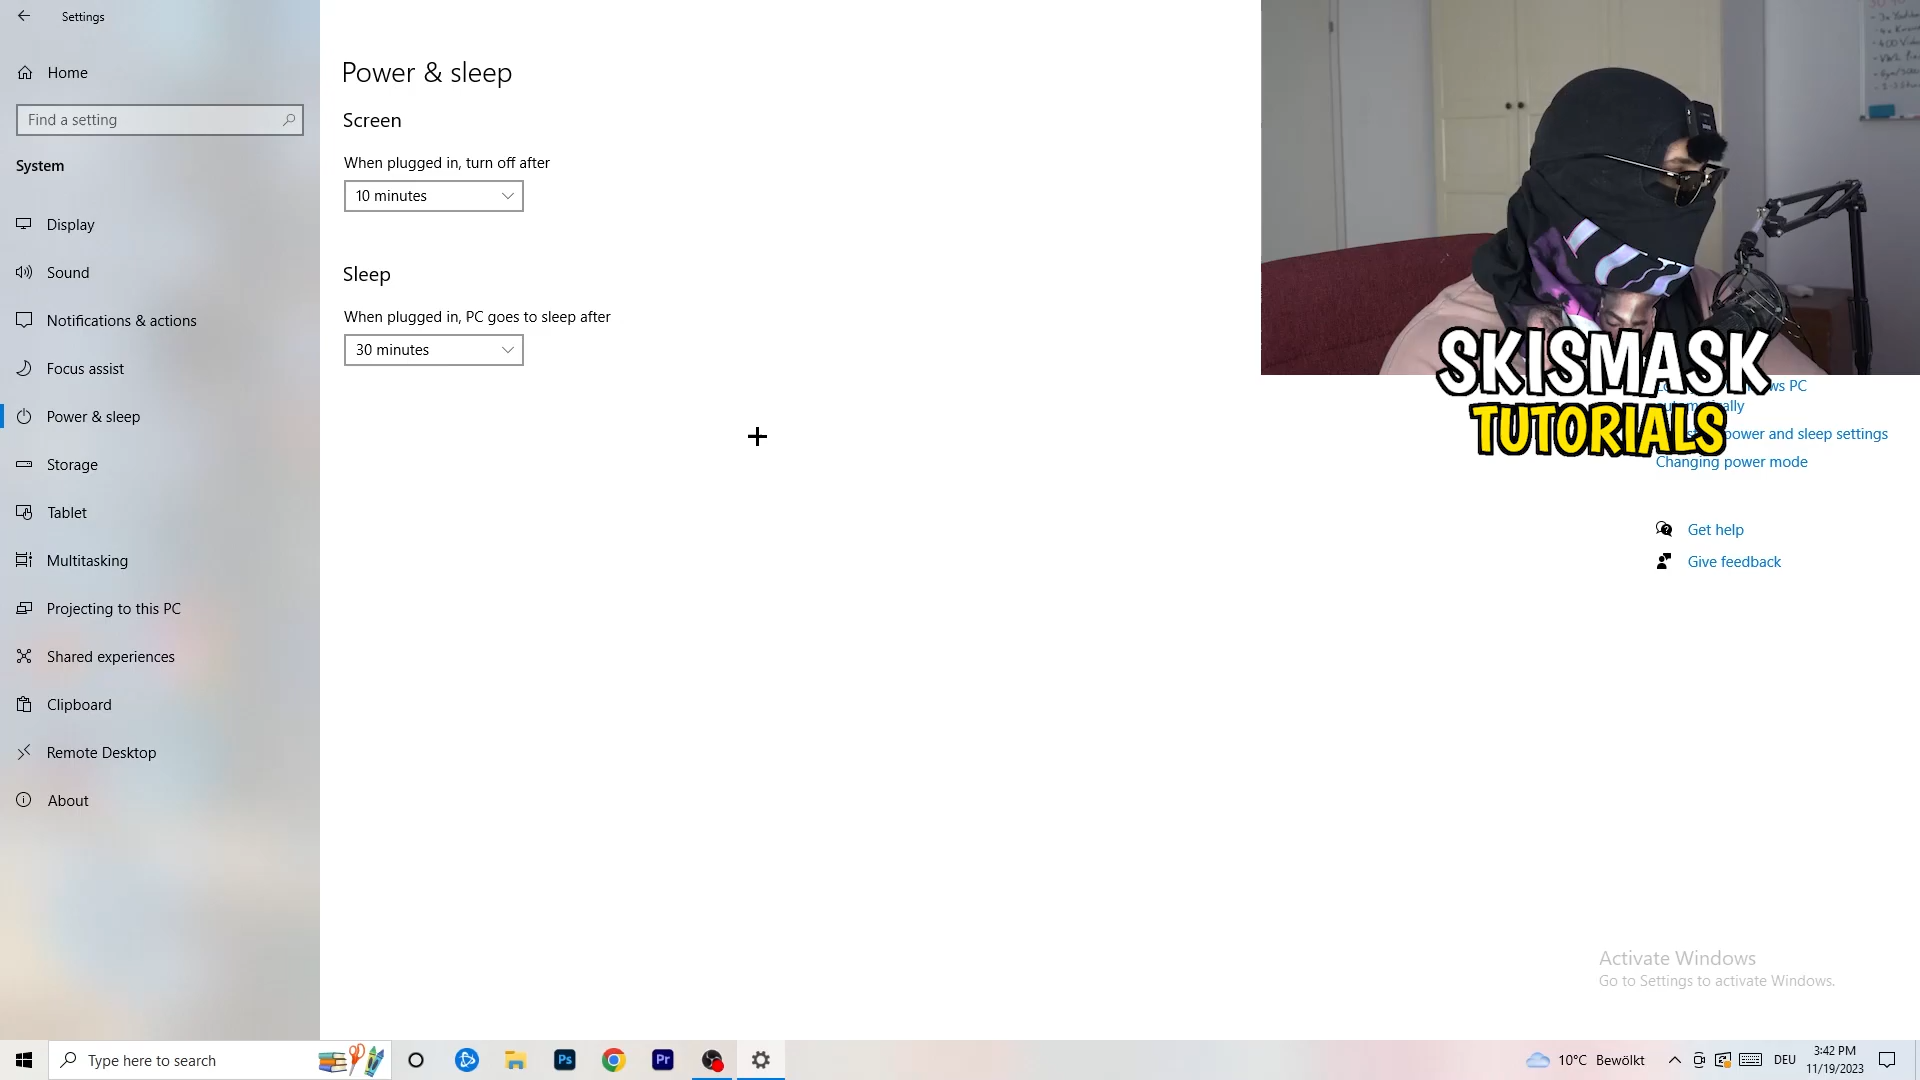 Settings
Home
Find a setting
System
Display
Sound
Notifications & actions
Focus assist
Power & sleep
Storage
Tablet
Multitasking
Projecting to this PC
Shared experiences
Clipboard
Remote Desktop
About
Power & sleep
Screen
When plugged in, turn off after
10 minutes
Sleep
When plugged in, PC goes to sleep after
30 minutes
SKISMASK
TUTORIALS
PC
power and sleep settings
Changing power mode
Get help
Give feedback
Activate Windows
Go to Settings to activate Windows.
Type here to search
Ps
Pr
10°C Bewölkt
DEU
3:42 PM
11/19/2023